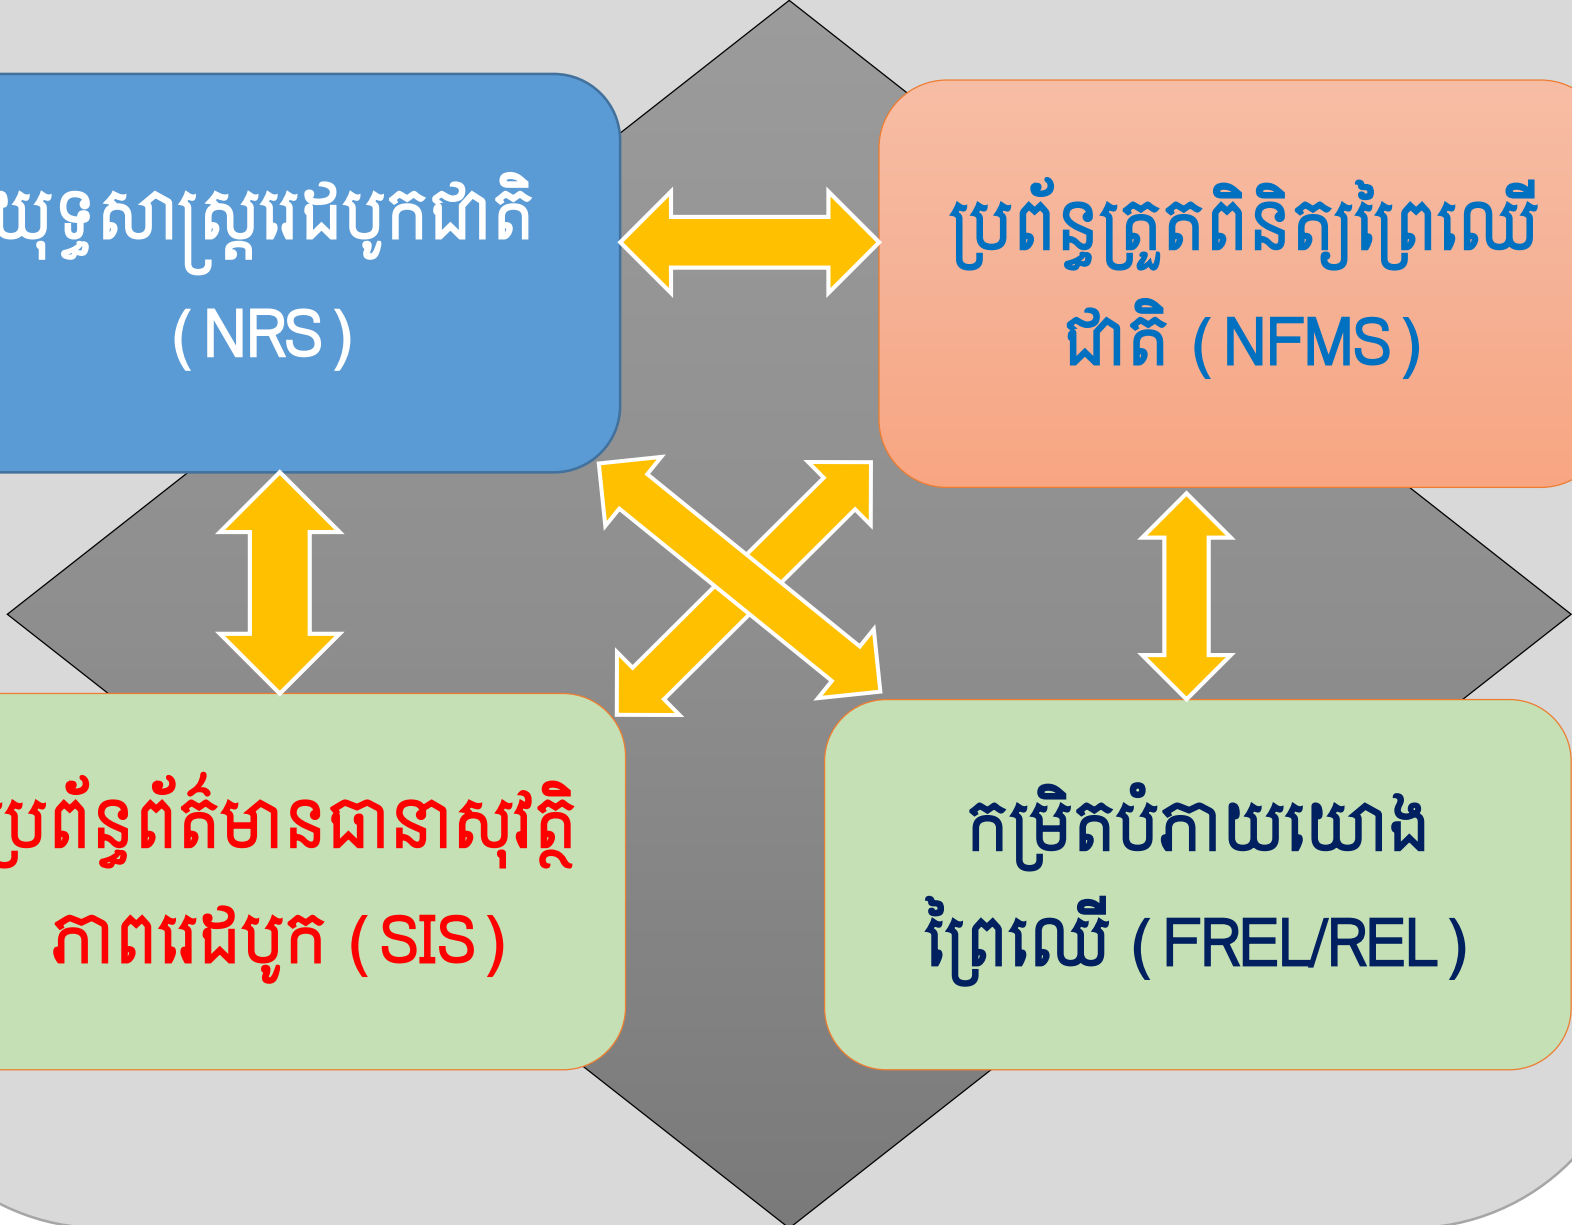 យុទ្ធសាស្ត្ររេដបូកជាតិ
(NRS)
ប្រព័ន្ធត្រួតពិនិត្យព្រៃឈើ
ជាតិ (NFMS)
ប្រព័ន្ធព័ត៌មានធានាសុវត្ថិ
ភាពរេដបូក (SIS)
កម្រិតបំភាយយោង
ព្រៃឈើ (FREL/REL)